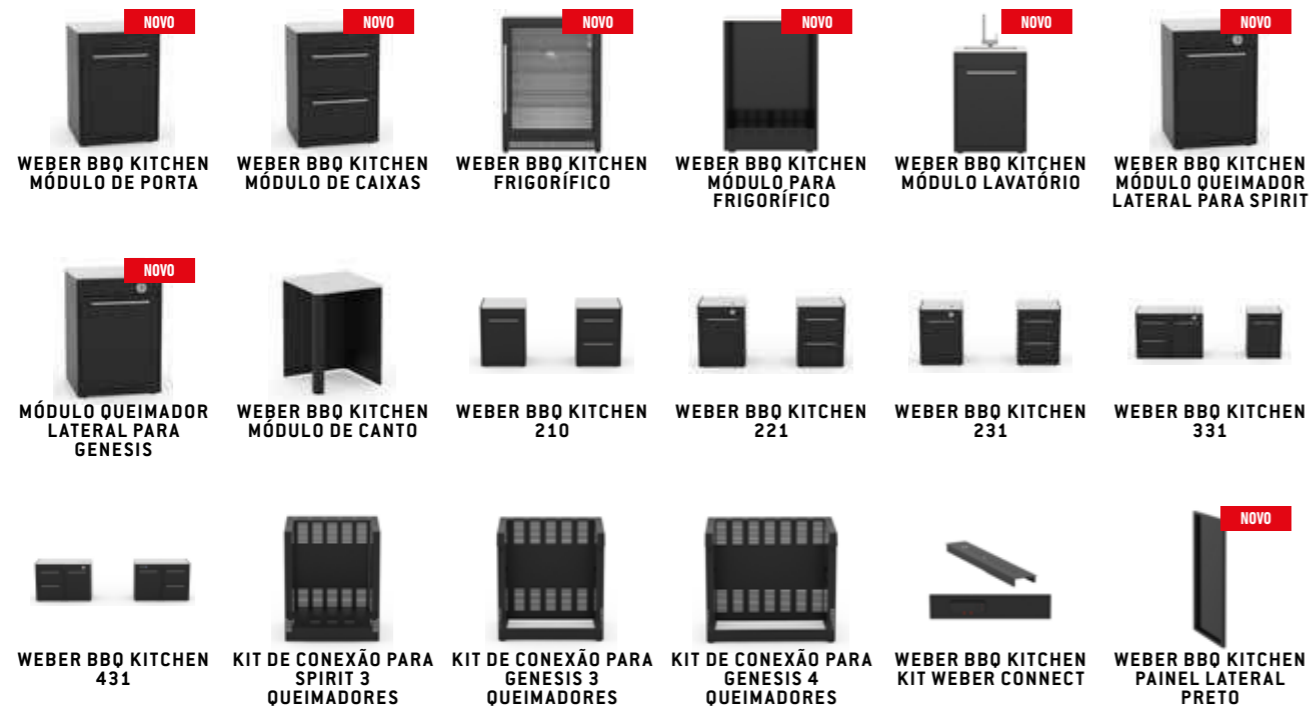 NOVO
WEBER BBQ KITCHEN
MÓDULO DE PORTA
NOVO
WEBER BBQ KITCHEN
MÓDULO DE CAIXAS
NOVO
WEBER BBQ KITCHEN
FRIGORÍFICO
NOVO
WEBER BBQ KITCHEN
MÓDULO PARA
FRIGORÍFICO
NOVO
WEBER BBQ KITCHEN
MÓDULO LAVATÓRIO
NOVO
WEBER BBQ KITCHEN
MÓDULO QUEIMADOR
LATERAL PARA SPIRIT
NOVO
MÓDULO QUEIMADOR
LATERAL PARA
GENESIS
WEBER BBQ KITCHEN
MÓDULO DE CANTO
WEBER BBQ KITCHEN
210
WEBER BBQ KITCHEN
221
WEBER BBQ KITCHEN
231
WEBER BBQ KITCHEN
331
WEBER BBQ KITCHEN
431
KIT DE CONEXÃO PARA
SPIRIT 3
QUEIMADORES
KIT DE CONEXÃO PARA
GENESIS 3
QUEIMADORES
KIT DE CONEXÃO PARA
GENESIS 4
QUEIMADORES
WEBER BBQ KITCHEN
KIT WEBER CONNECT
NOVO
WEBER BBQ KITCHEN
PAINEL LATERAL
PRETO